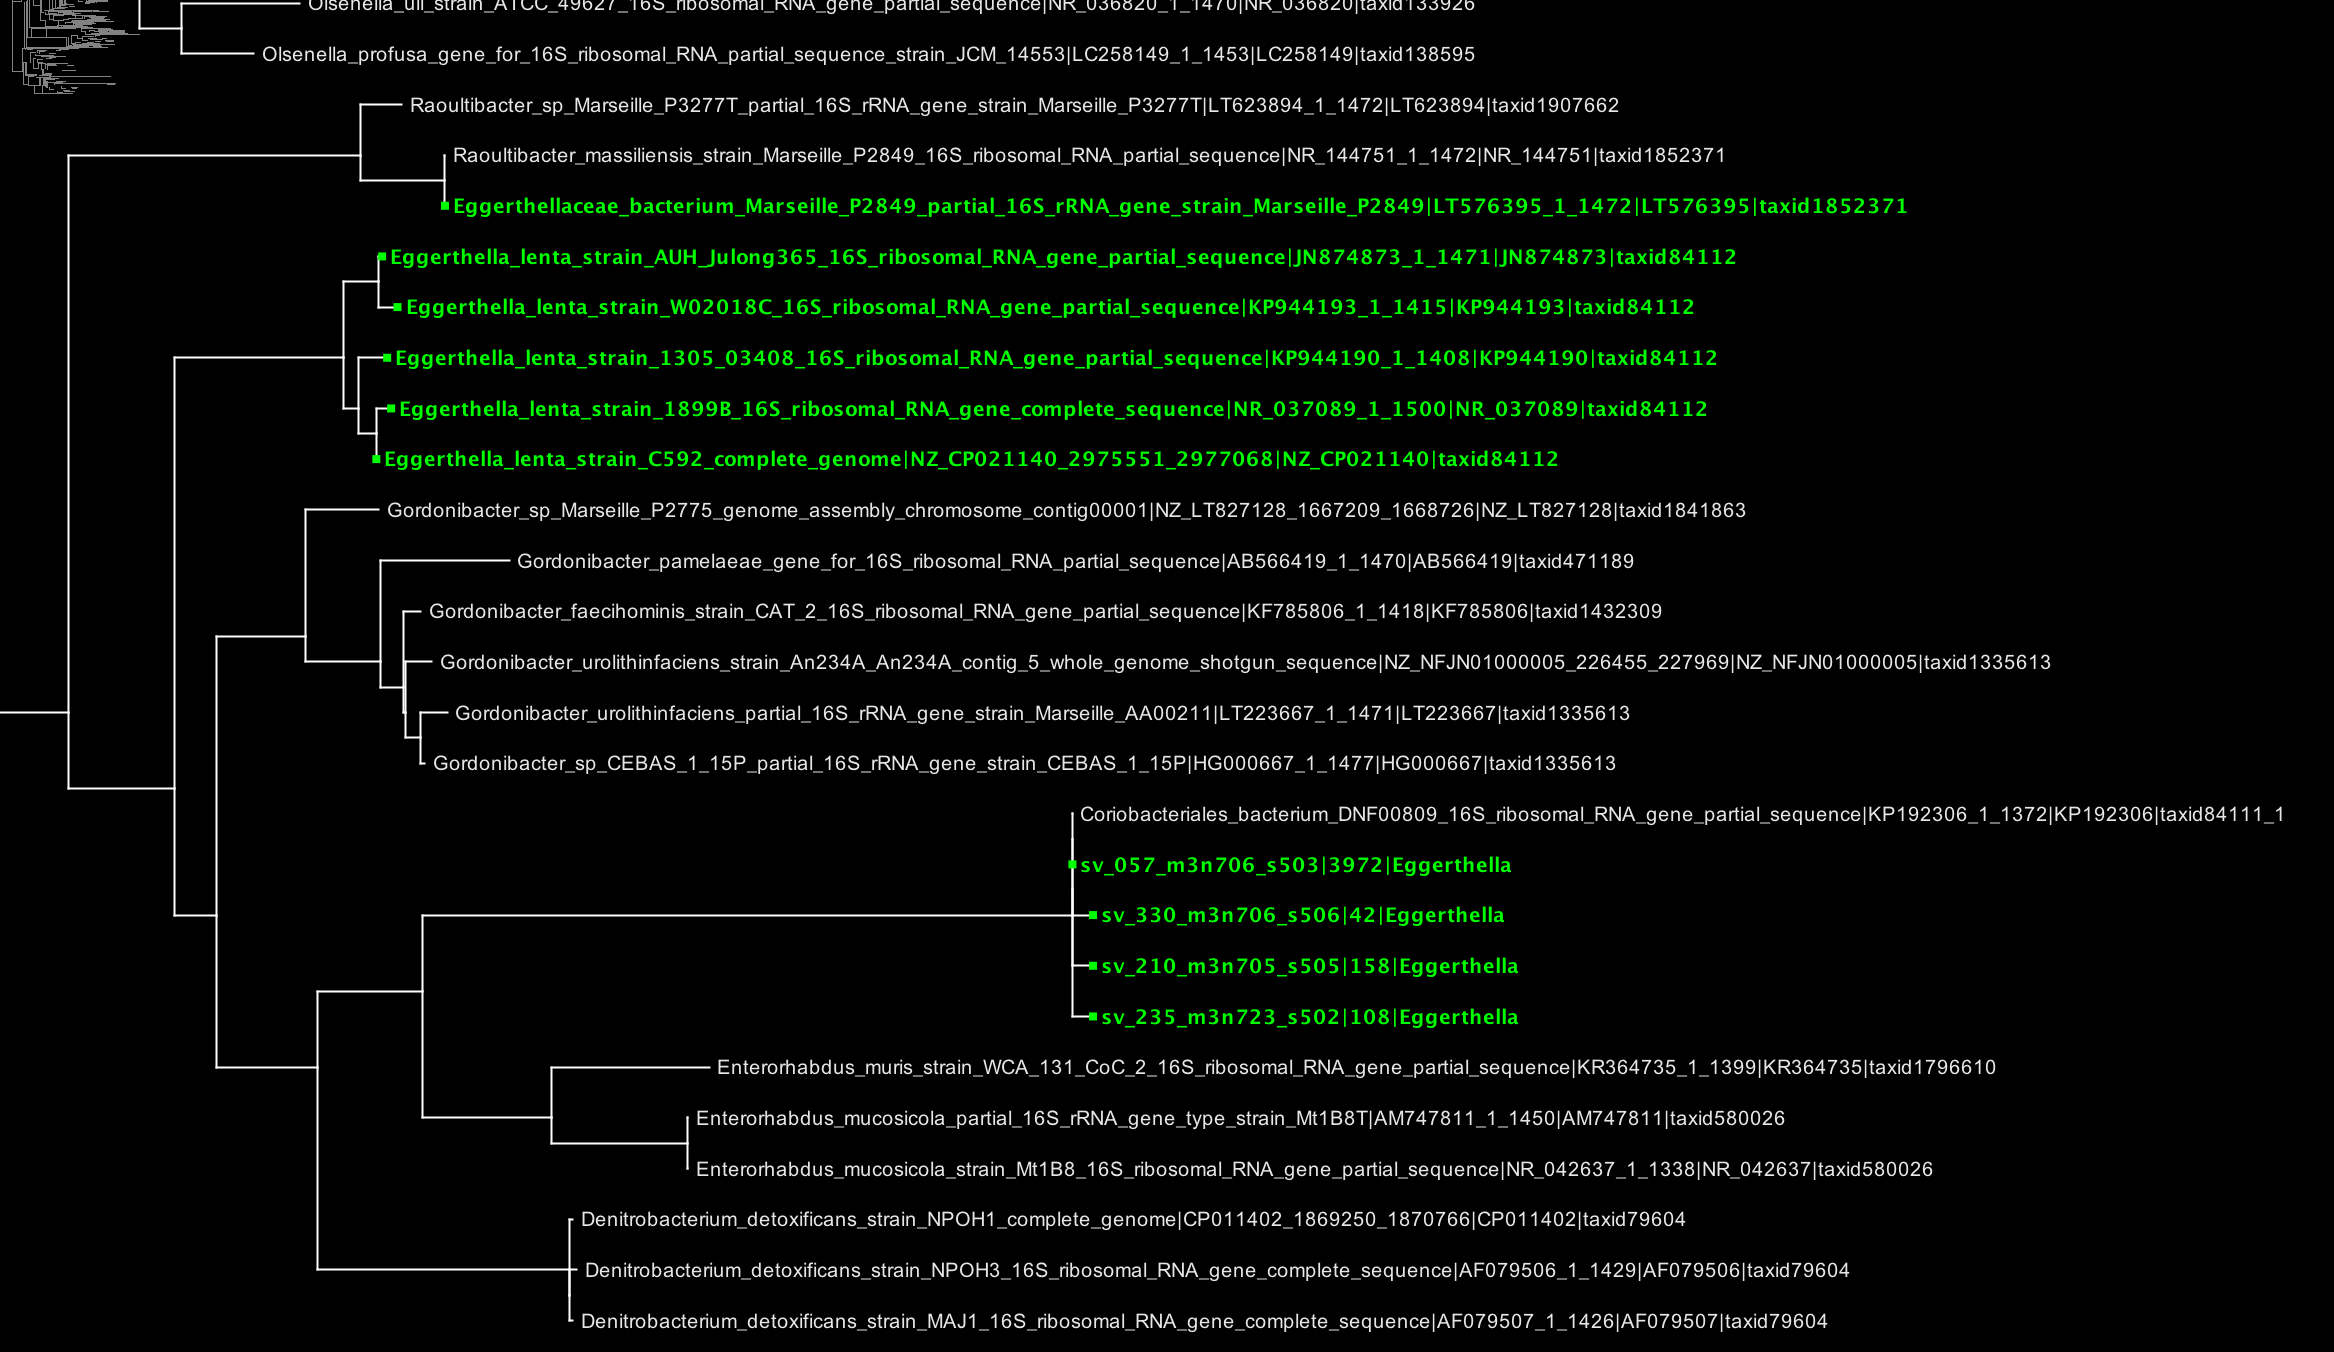 Olsenella_uli_strain_ATCC_49627_16S_ribosomal_RNA_gene_partial_sequence|NR_036820_1_1470|NR_036820|taxid133926
Olsenella_profusa_gene_for_16S_ribosomal_RNA_partial_sequence_strain_JCM_14553|LC258149_1_1453|LC258149|taxid138595
Raoultibacter_sp_Marseille_P3277T_partial_16S_rRNA_gene_strain_Marseille_P3277T|LT623894_1_1472|LT623894|taxid1907662
Raoultibacter_massiliensis_strain_Marseille_P2849_16S_ribosomal_RNA_partial_sequence|NR_144751_1_1472|NR_144751|taxid1852371
Eggerthellaceae_bacterium_Marseille_P2849_partial_16S_rRNA_gene_strain_Marseille_P2849|LT576395_1_1472|LT576395|taxid1852371
Eggerthella_lenta_strain_AUH_Julong365_16S_ribosomal_RNA_gene_partial_sequence|JN874873_1_1471|JN874873|taxid84112
Eggerthella_lenta_strain_W02018C_16S_ribosomal_RNA_gene_partial_sequence|KP944193_1_1415|KP944193|taxid84112
Eggerthella_lenta_strain_1305_03408_16S_ribosomal_RNA_gene_partial_sequence|KP944190_1_1408|KP944190|taxid84112
Eggerthella_lenta_strain_1899B_16S_ribosomal_RNA_gene_complete_sequence|NR_037089_1_1500|NR_037089|taxid84112
Eggerthella_lenta_strain_C592_complete_genome|NZ_CP021140_2975551_2977068|NZ_CP021140|taxid84112
Gordonibacter_sp_Marseille_P2775_genome_assembly_chromosome_contig00001|NZ_LT827128_1667209_1668726|NZ_LT827128|taxid1841863
Gordonibacter_pamelaeae_gene_for_16S_ribosomal_RNA_partial_sequence|AB566419_1_1470|AB566419|taxid471189
Gordonibacter_faecihominis_strain_CAT_2_16S_ribosomal_RNA_gene_partial_sequence|KF785806_1_1418|KF785806|taxid1432309
Gordonibacter_urolithinfaciens_strain_An234A_An234A_contig_5_whole_genome_shotgun_sequence|NZ_NFJN01000005_226455_227969|NZ_NFJN01000005|taxid1335613
Gordonibacter_urolithinfaciens_partial_16S_rRNA_gene_strain_Marseille_AA00211|LT223667_1_1471|LT223667|taxid1335613
Gordonibacter_sp_CEBAS_1_15P_partial_16S_rRNA_gene_strain_CEBAS_1_15P|HG000667_1_1477|HG000667|taxid1335613
Coriobacteriales_bacterium_DNF00809_16S_ribosomal_RNA_gene_partial_sequence|KP192306_1_1372|KP192306|taxid84111_1
sv_057_m3n706_s503|3972|Eggerthella
sv_330_m3n706_s506|42|Eggerthella
sv_210_m3n705_s505|158|Eggerthella
sv_235_m3n723_s502|108|Eggerthella
Enterorhabdus_muris_strain_WCA_131_CoC_2_16S_ribosomal_RNA_gene_partial_sequence|KR364735_1_1399|KR364735|taxid1796610
Enterorhabdus_mucosicola_partial_16S_rRNA_gene_type_strain_Mt1B8T|AM747811_1_1450|AM747811|taxid580026
Enterorhabdus_mucosicola_strain_Mt1B8_16S_ribosomal_RNA_gene_partial_sequence|NR_042637_1_1338|NR_042637|taxid580026
Denitrobacterium_detoxificans_strain_NPOH1_complete_genome|CP011402_1869250_1870766|CP011402|taxid79604
Denitrobacterium_detoxificans_strain_NPOH3_16S_ribosomal_RNA_gene_complete_sequence|AF079506_1_1429|AF079506|taxid79604
Denitrobacterium_detoxificans_strain_MAJ1_16S_ribosomal_RNA_gene_complete_sequence|AF079507_1_1426|AF079507|taxid79604